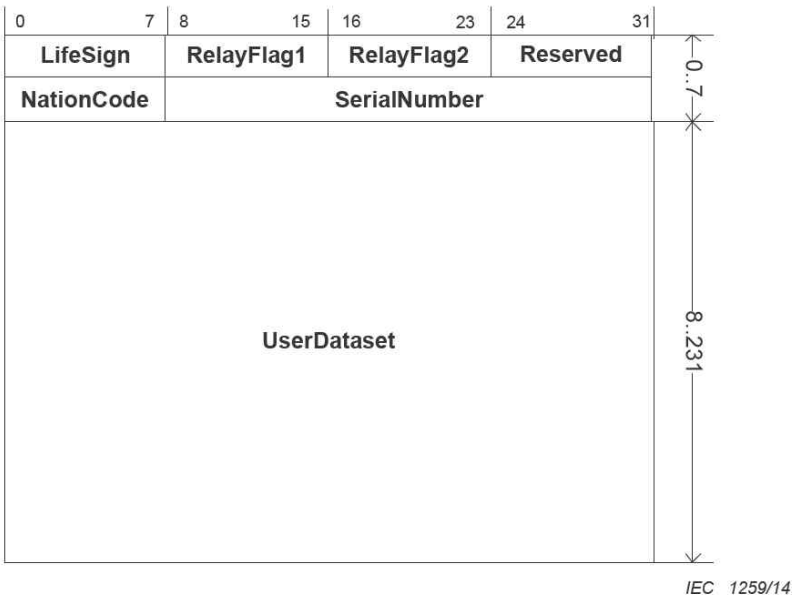 0 7 8 15 16 23 24 31
LifeSign RelayFlag1 RelayFlag2 Reserved
0..7
NationCode SerialNumber
UserDataset
8..231
IEC 1259/14